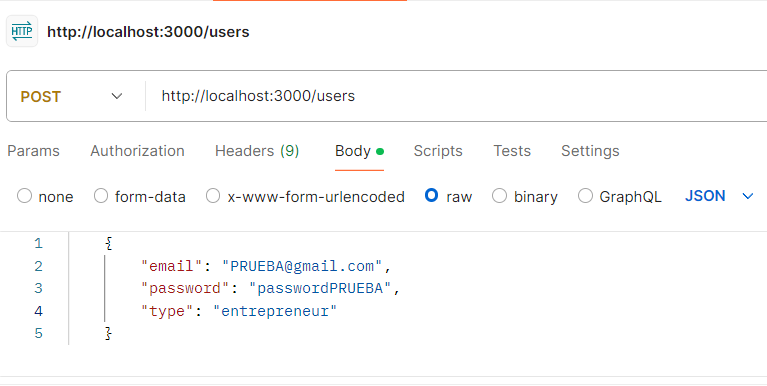 HTTP http://localhost:3000/users
POST http://localhost:3000/users
Params Authorization Headers (9) Body Scripts Tests Settings
none form-data x-www-form-urlencoded raw binary GraphQL JSON
1 {
2 "email": "PRUEBA@gmail.com",
3 "password": "passwordPRUEBA",
4 "type": "entrepreneur"
5 }